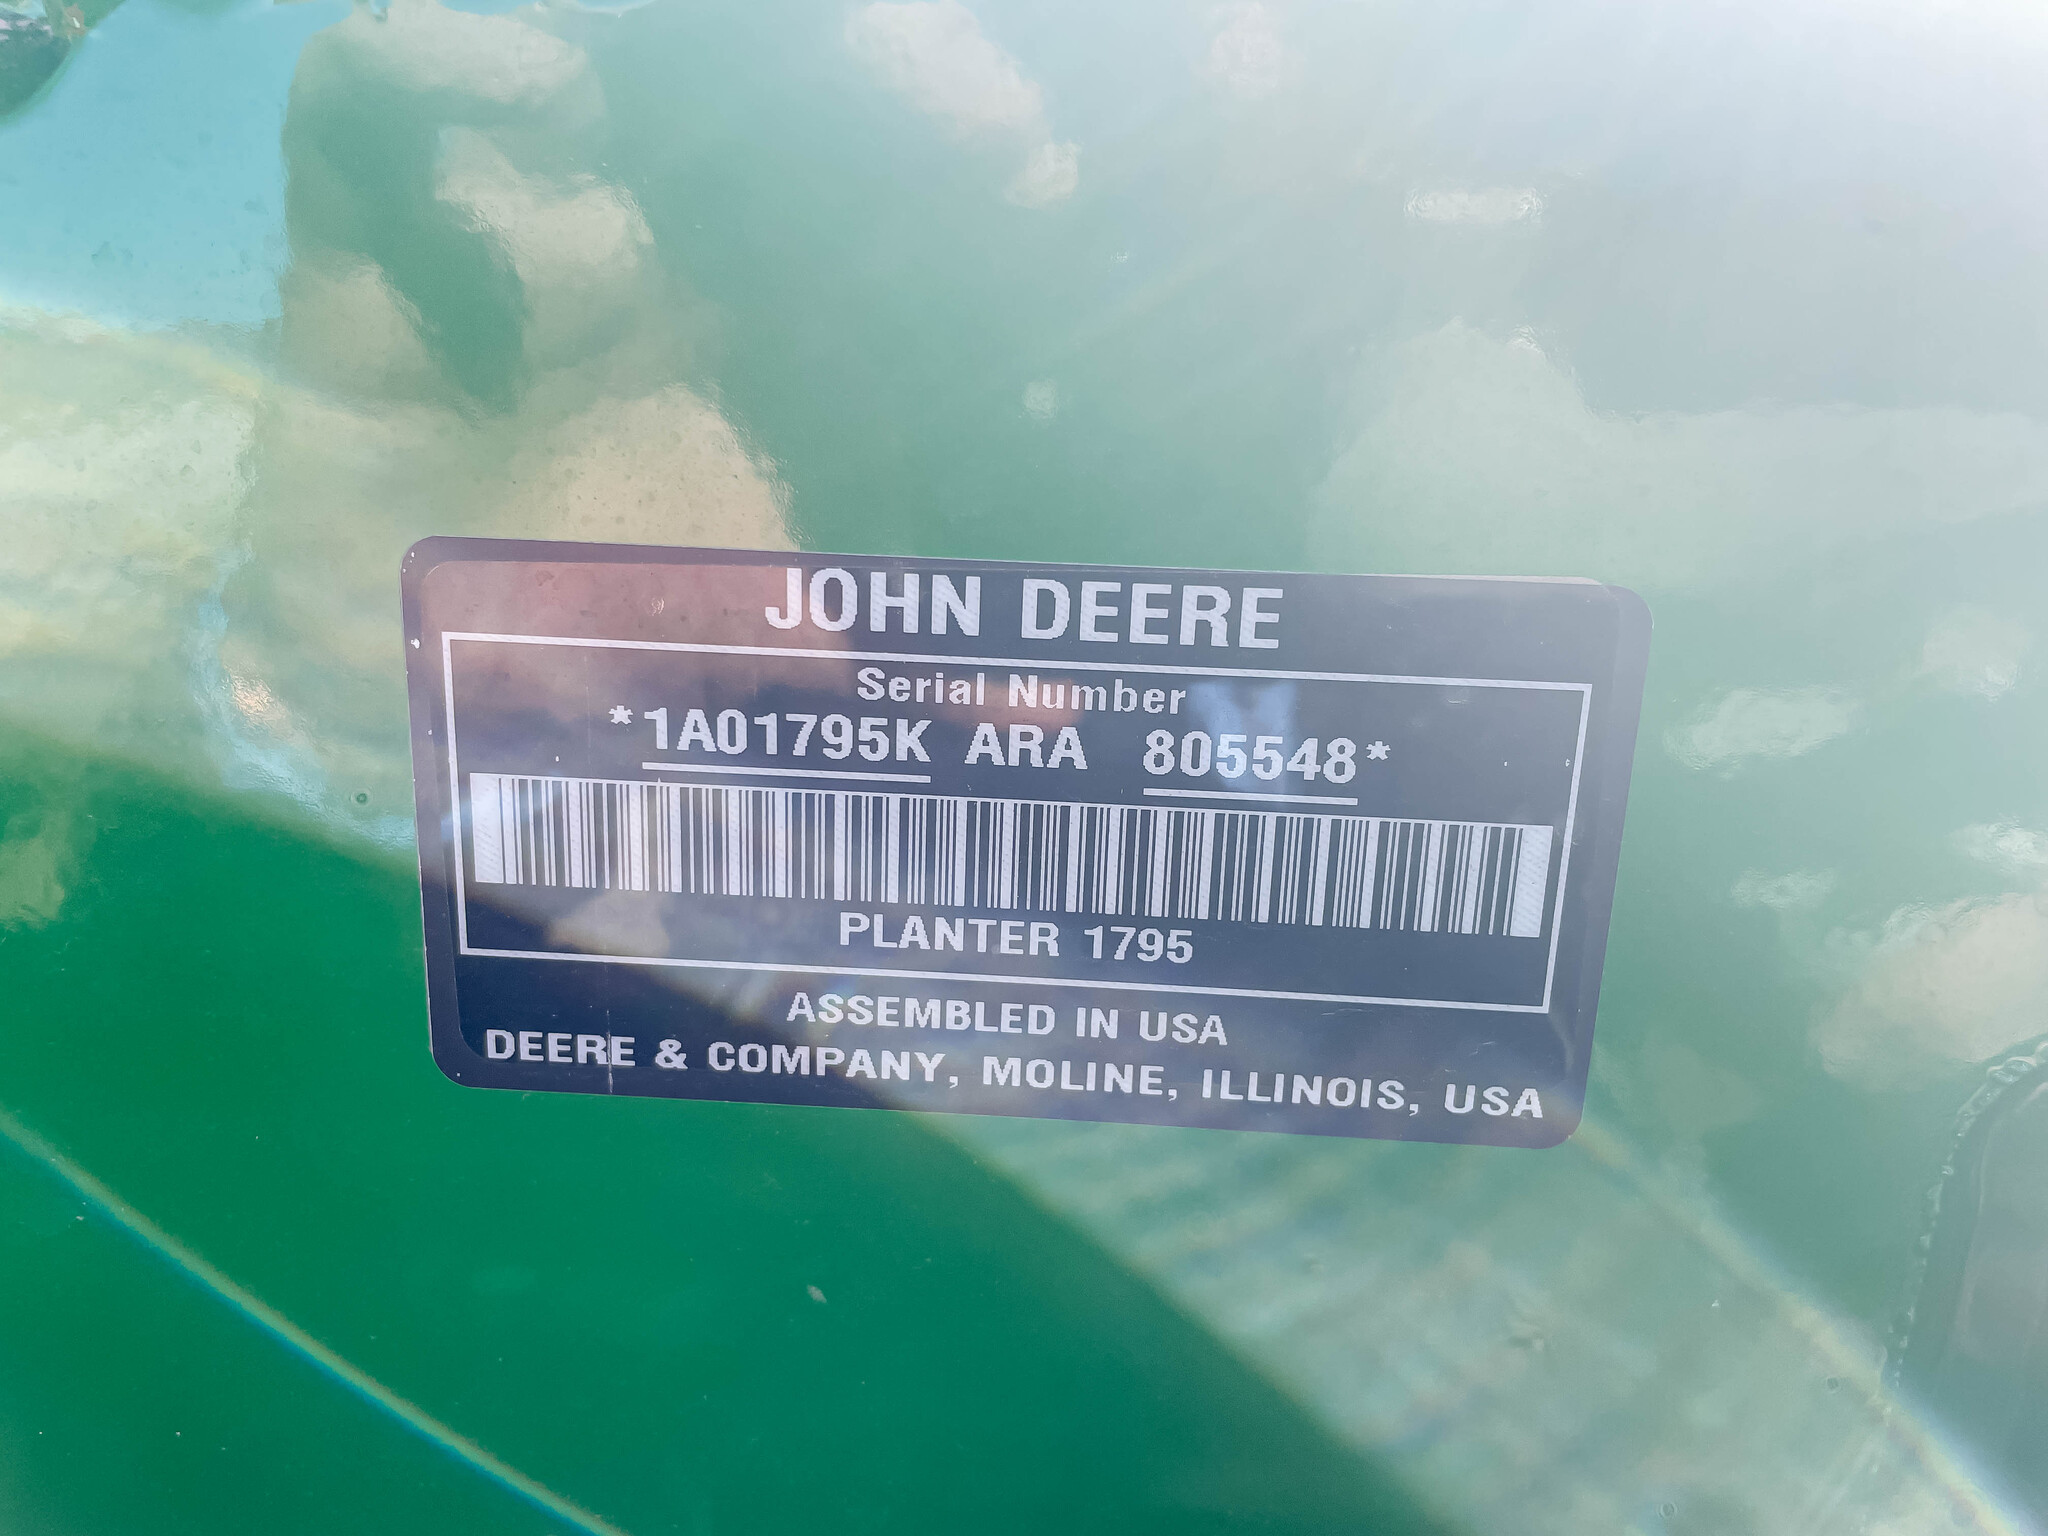 JOHN DEERE
Serial Number
*1A01795K ARA 805548*
PLANTER 1795
ASSEMBLED IN USA
DEERE & COMPANY, MOLINE, ILLINOIS, USA